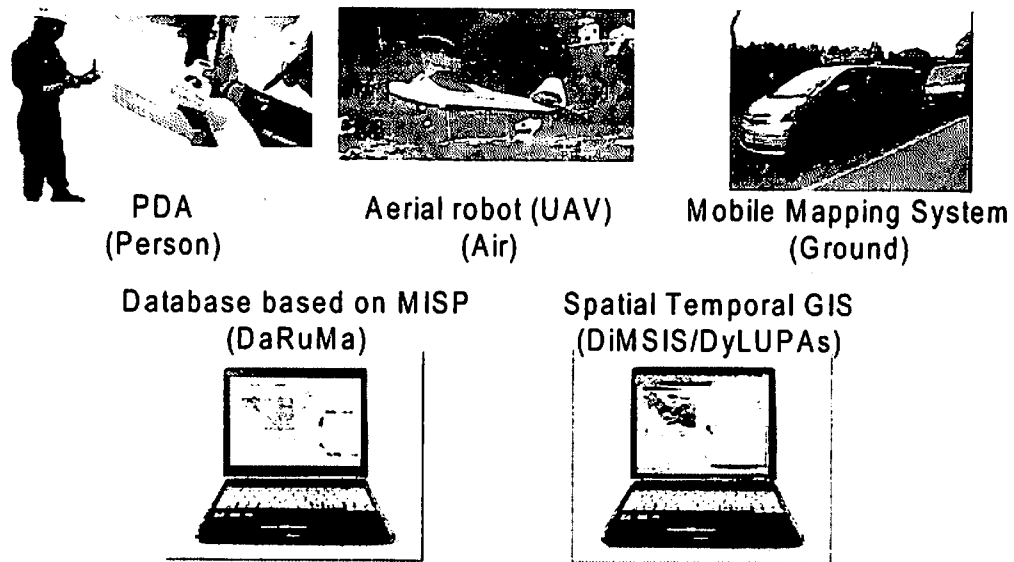 PDA
(Person)
Aerial robot (UAV)
(Air)
Mobile Mapping System
(Ground)
Database based on MISP
(DaRuMa)
Spatial Temporal GIS
(DiMSIS/DyLUPAs)